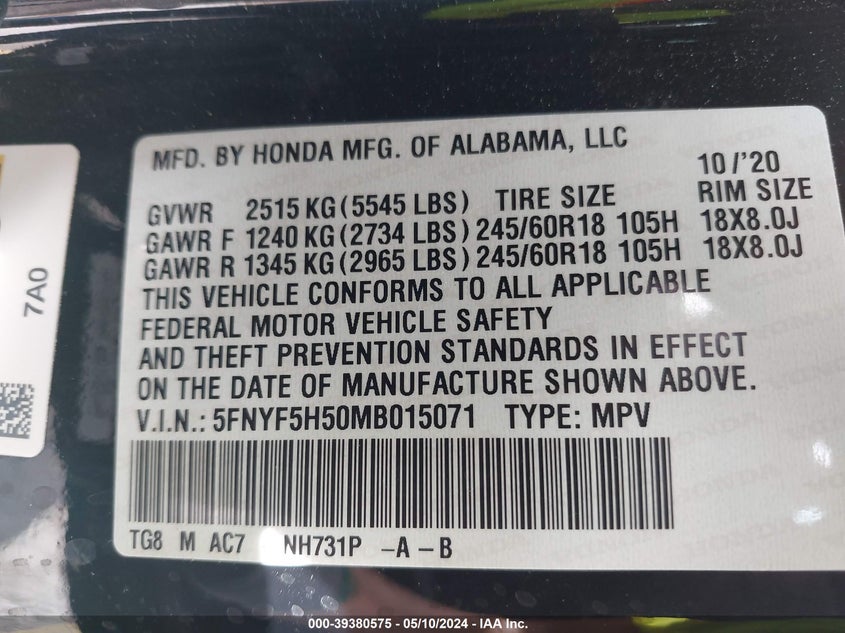 MFD. BY HONDA MFG. OF ALABAMA, LLC
10/'20
GVWR 2515 KG (5545 LBS) TIRE SIZE RIM SIZE
GAWR F 1240 KG (2734 LBS) 245/60R18 105H 18X8.0J
GAWR R 1345 KG (2965 LBS) 245/60R18 105H 18X8.0J
THIS VEHICLE CONFORMS TO ALL APPLICABLE
FEDERAL MOTOR VEHICLE SAFETY
AND THEFT PREVENTION STANDARDS IN EFFECT
ON THE DATE OF MANUFACTURE SHOWN ABOVE.
V.I.N.: 5FNYF5H50MB015071 TYPE: MPV
TG8 M AC7 NH731P -A -B
7A0
000-39380575 - 05/10/2024 - IAA Inc.